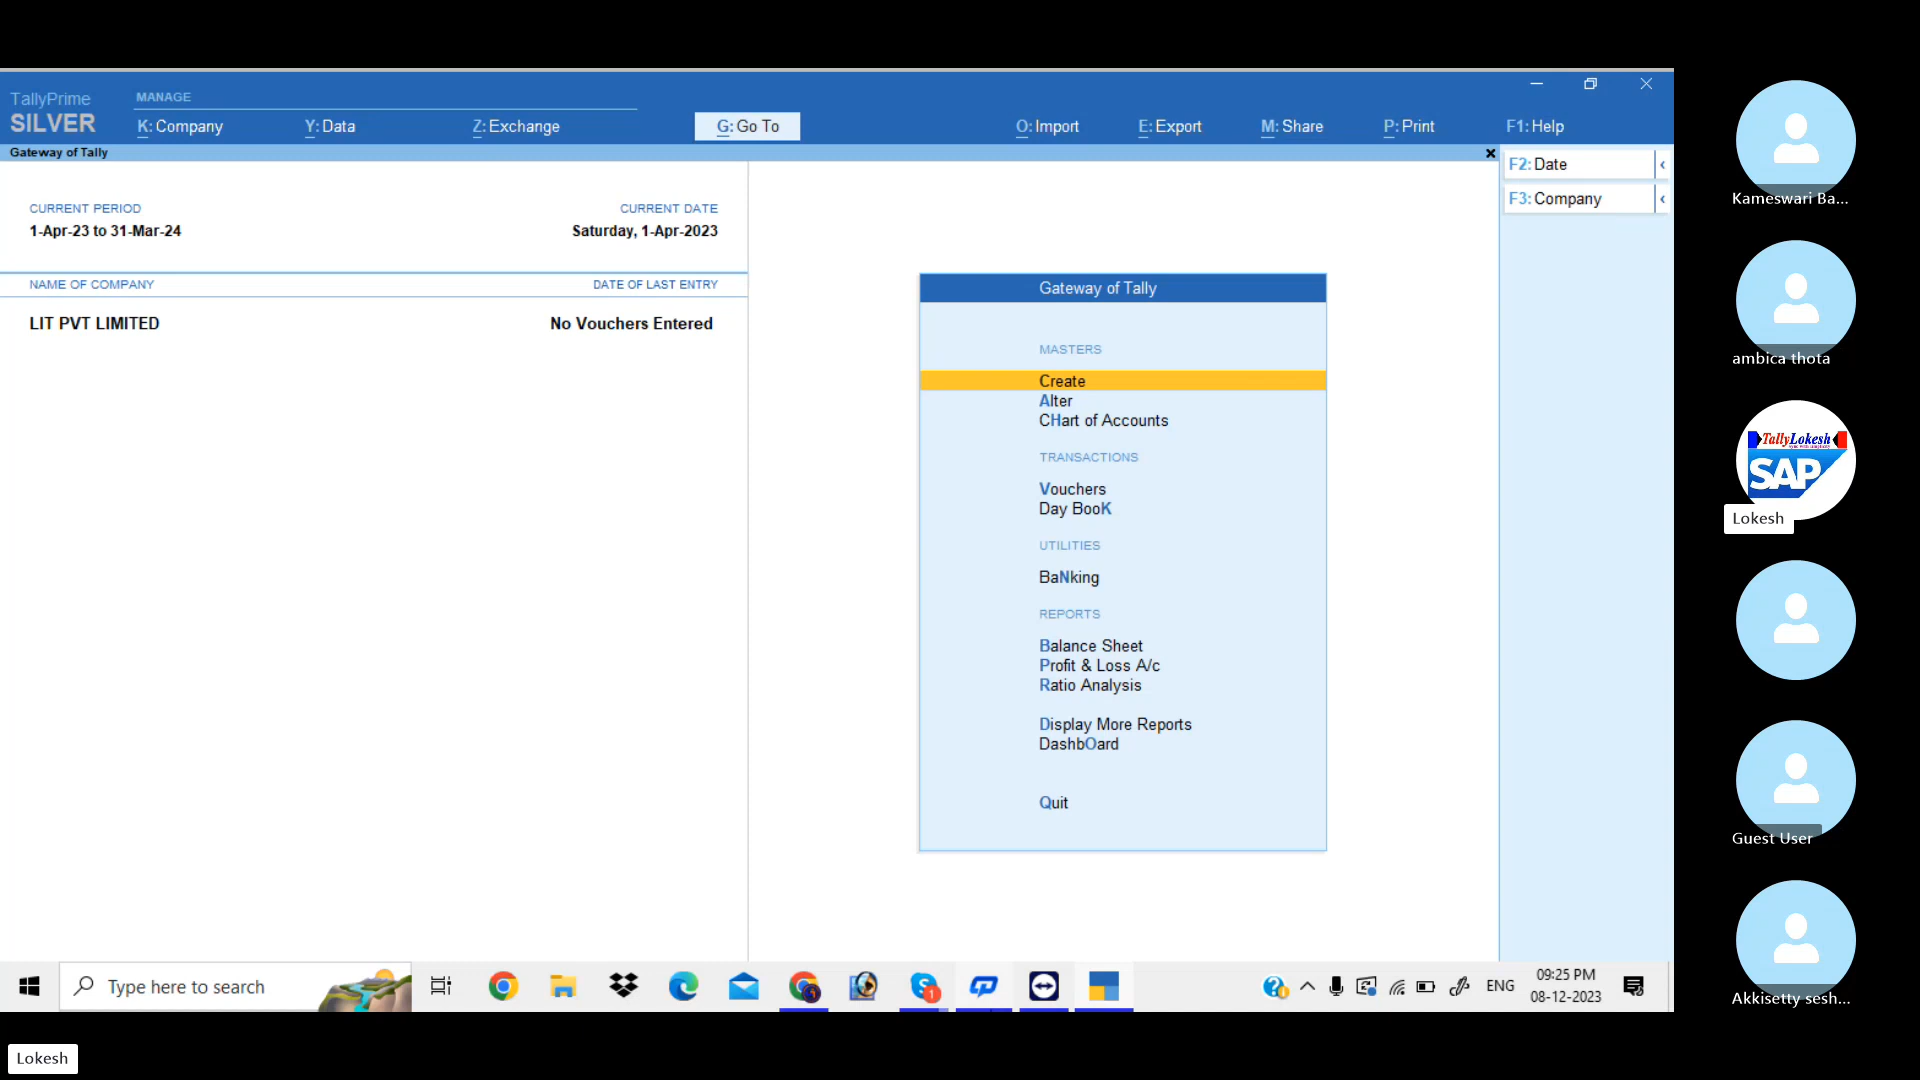 TallyPrime
SILVER
MANAGE
K: Company
Y: Data
Z: Exchange
G: Go To
O: Import
E: Export
M: Share
P: Print
F1: Help
Gateway of Tally
F2: Date
F3: Company
CURRENT PERIOD
CURRENT DATE
1-Apr-23 to 31-Mar-24
Saturday, 1-Apr-2023
NAME OF COMPANY
DATE OF LAST ENTRY
LIT PVT LIMITED
No Vouchers Entered
Gateway of Tally
MASTERS
Create
Alter
CHart of Accounts
TRANSACTIONS
Vouchers
Day BooK
UTILITIES
BaNking
REPORTS
Balance Sheet
Profit & Loss A/c
Ratio Analysis
Display More Reports
DashbOard
Quit
Kameswari Ba...
ambica thota
TallyLokesh
SAP
Lokesh
Guest User
Akkisetty sesh...
Type here to search
1
ENG
09:25 PM
08-12-2023
Lokesh